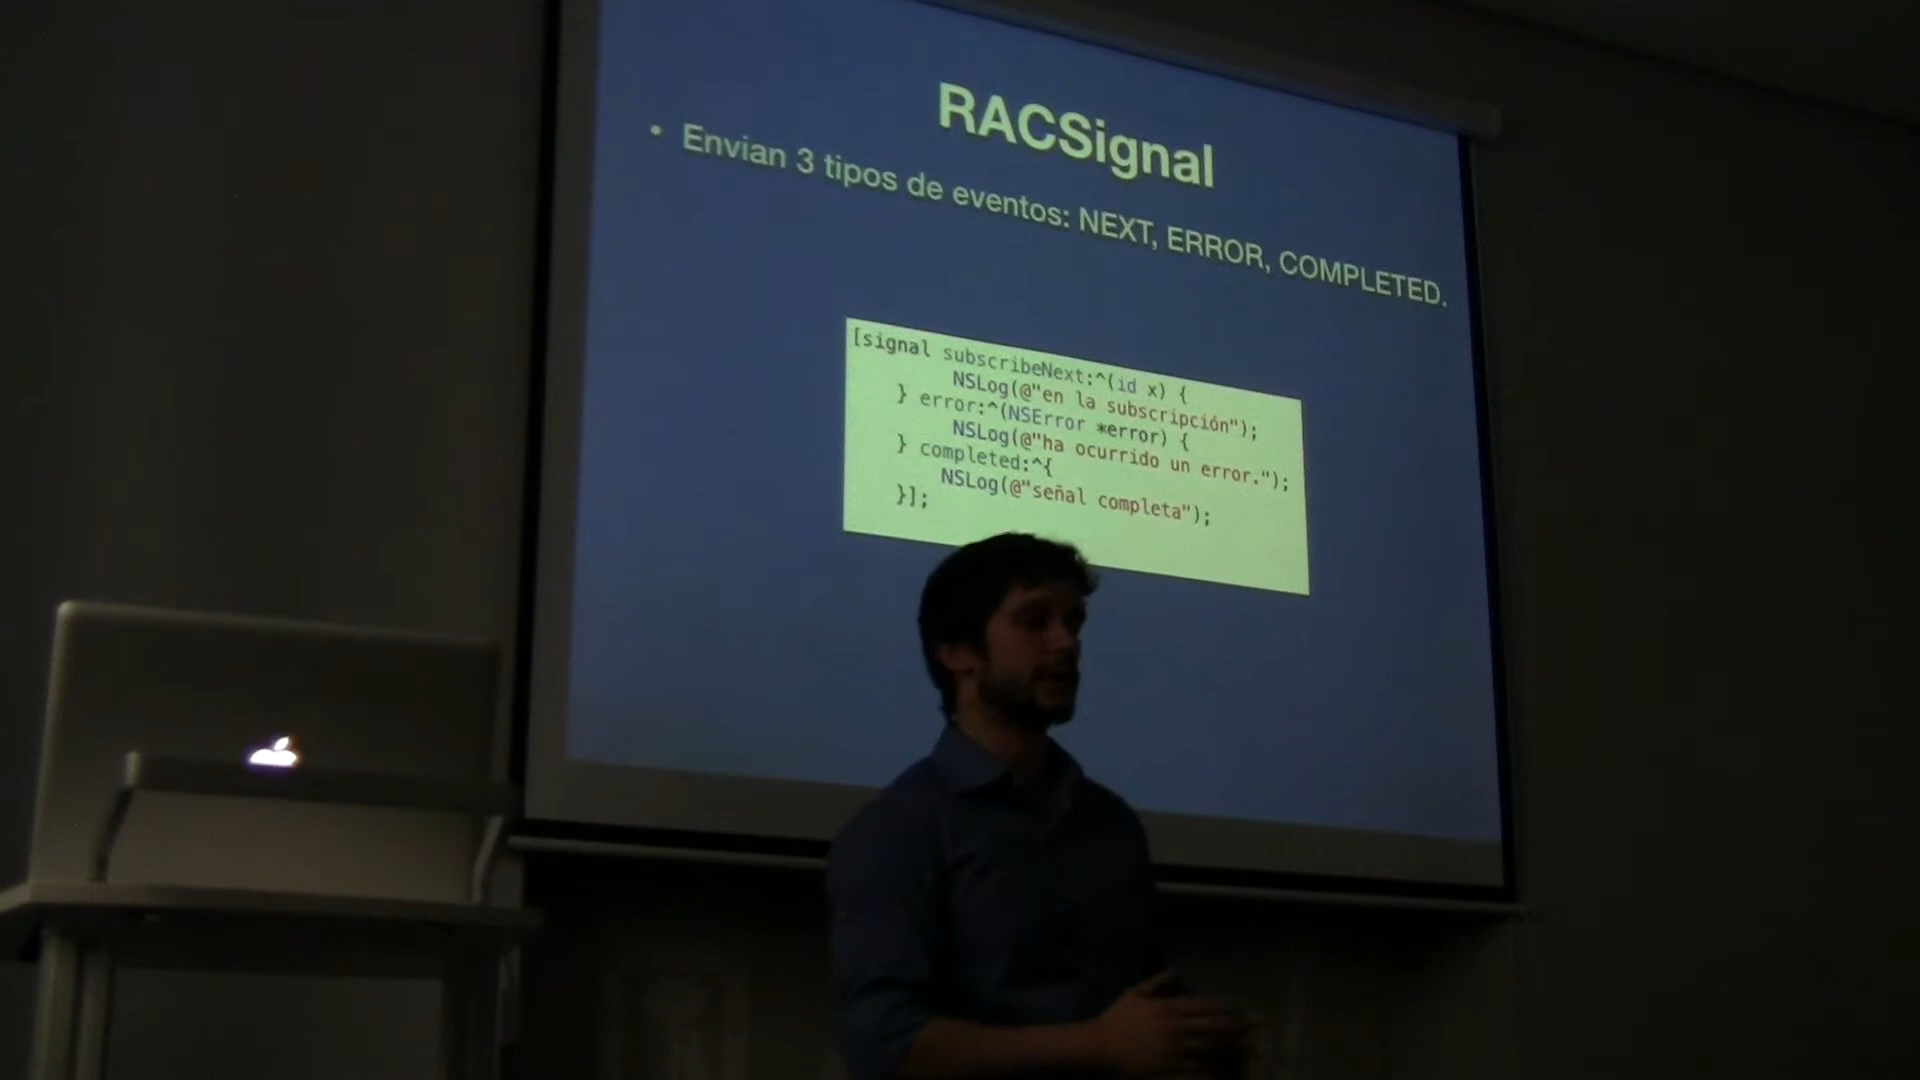 RACSignal
• Envian 3 tipos de eventos: NEXT, ERROR, COMPLETED.
[signal subscribeNext:^(id x) {
NSLog(@"en la subscripción");
} error:^(NSError *error) {
NSLog(@"ha ocurrido un error.");
} completed:^{
NSLog(@"señal completa");
}];